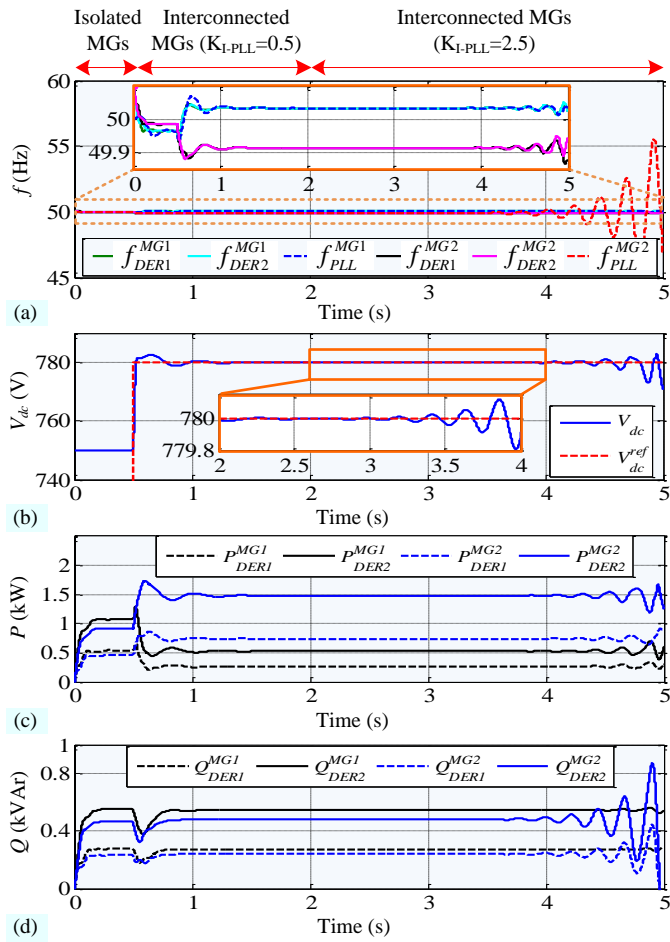 Isolated MGs
Interconnected MGs (K_I-PLL=0.5)
Interconnected MGs (K_I-PLL=2.5)
60
55
50
45
f (Hz)
50
49.9
0 1 2 3 4 5
f_DER1^MG1 f_DER2^MG1 f_PLL^MG1 f_DER1^MG2 f_DER2^MG2 f_PLL^MG2
0 1 2 3 4 5
(a) Time (s)
780
760
740
V_dc (V)
780
779.8
2 2.5 3 3.5 4
V_dc
V_dc^ref
0 1 2 3 4 5
(b) Time (s)
2
1.5
1
0.5
0
P (kW)
P_DER1^MG1 P_DER2^MG1 P_DER1^MG2 P_DER2^MG2
0 1 2 3 4 5
(c) Time (s)
1
0.8
0.4
0
Q (kVAr)
Q_DER1^MG1 Q_DER2^MG1 Q_DER1^MG2 Q_DER2^MG2
0 1 2 3 4 5
(d) Time (s)